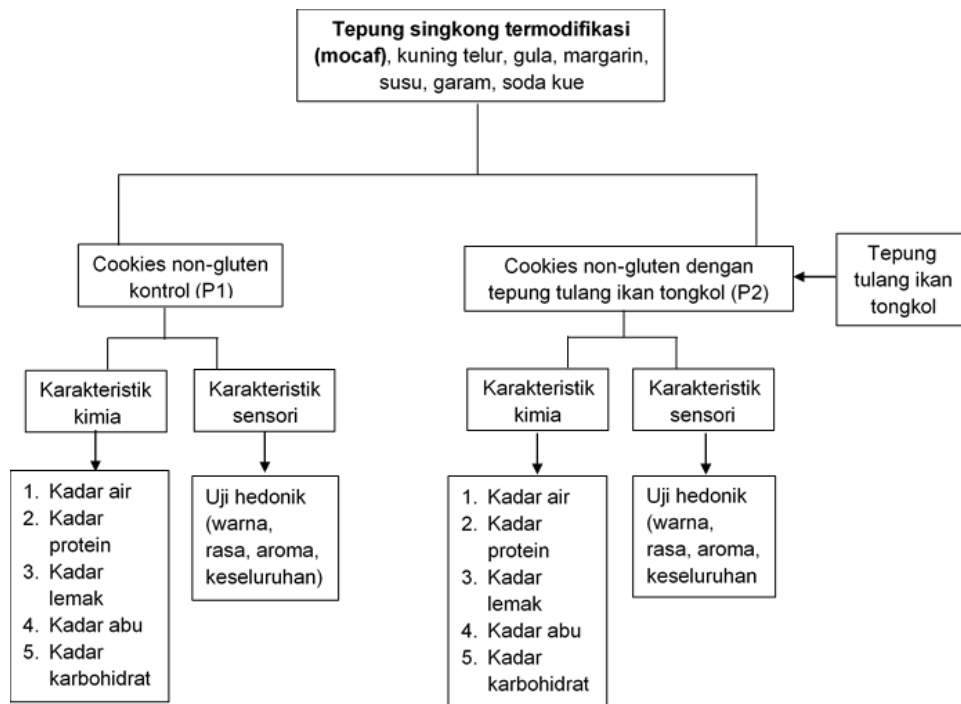 Tepung singkong termodifikasi
(mocaf), kuning telur, gula, margarin,
susu, garam, soda kue
Cookies non-gluten
kontrol (P1)
Cookies non-gluten dengan
tepung tulang ikan tongkol (P2)
Tepung
tulang ikan
tongkol
Karakteristik
kimia
Karakteristik
sensori
Karakteristik
kimia
Karakteristik
sensori
1. Kadar air
2. Kadar
protein
3. Kadar
lemak
4. Kadar abu
5. Kadar
karbohidrat
Uji hedonik
(warna,
rasa, aroma,
keseluruhan)
1. Kadar air
2. Kadar
protein
3. Kadar
lemak
4. Kadar abu
5. Kadar
karbohidrat
Uji hedonik
(warna,
rasa, aroma,
keseluruhan